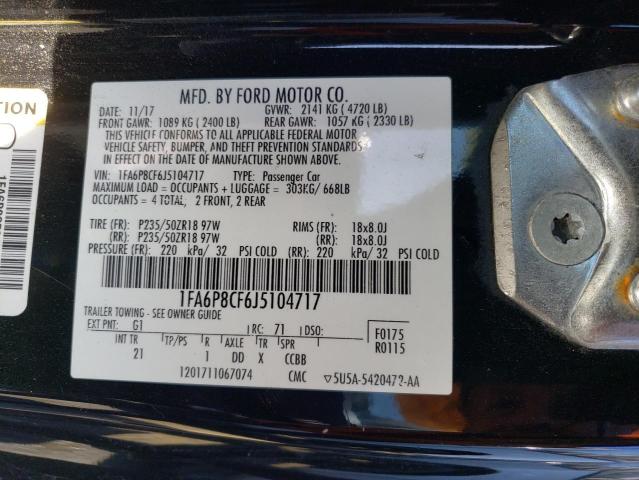 MFD. BY FORD MOTOR CO.
DATE: 11/17 GVWR: 2141 KG ( 4720 LB)
FRONT GAWR: 1089 KG ( 2400 LB) REAR GAWR: 1057 KG ( 2330 LB)
THIS VEHICLE CONFORMS TO ALL APPLICABLE FEDERAL MOTOR
VEHICLE SAFETY, BUMPER, AND THEFT PREVENTION STANDARDS
IN EFFECT ON THE DATE OF MANUFACTURE SHOWN ABOVE.
VIN: 1FA6P8CF6J5104717 TYPE: Passenger Car
MAXIMUM LOAD = OCCUPANTS + LUGGAGE = 303KG/ 668LB
OCCUPANTS = 4 TOTAL, 2 FRONT, 2 REAR
TIRE (FR): P235/50ZR18 97W RIMS (FR): 18x8.0J
(RR): P235/50ZR18 97W (RR): 18x8.0J
PRESSURE (FR): 220 kPa/ 32 PSI COLD (RR): 220 kPa/ 32 PSI COLD
1FA6P8CF6J5104717
TRAILER TOWING - SEE OWNER GUIDE
EXT PNT: G1 RC: 71 DSO: F0175
INT TR TP/PS R AXLE TR SPR R0115
21 1 DD X CCBB
1201711067074 CMC ▽5U5A-5420472-AA